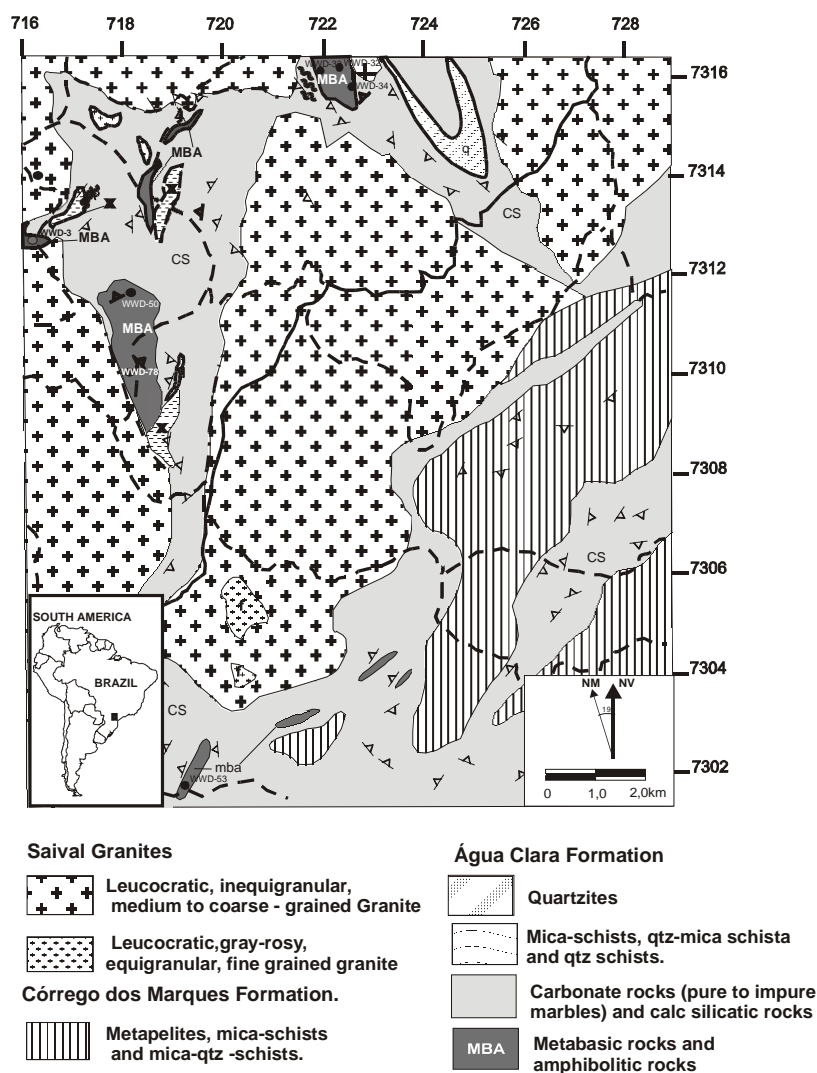 716 718 720 722 724 726 728
7316
WWD-32
MBA
WWD-34
q
MBA
7314
CS
WWD-3
MBA
CS
7312
WWD-50
MBA
7310
WWD-78
7308
CS
7306
SOUTH AMERICA
BRAZIL
7304
NM NV
19
CS
mba
WWD-53
7302
0 1,0 2,0km
Saival Granites
Leucocratic, inequigranular,
medium to coarse - grained Granite
Leucocratic,gray-rosy,
equigranular, fine grained granite
Córrego dos Marques Formation.
Metapelites, mica-schists
and mica-qtz -schists.
Água Clara Formation
Quartzites
Mica-schists, qtz-mica schista
and qtz schists.
Carbonate rocks (pure to impure
marbles) and calc silicatic rocks
MBA
Metabasic rocks and
amphibolitic rocks